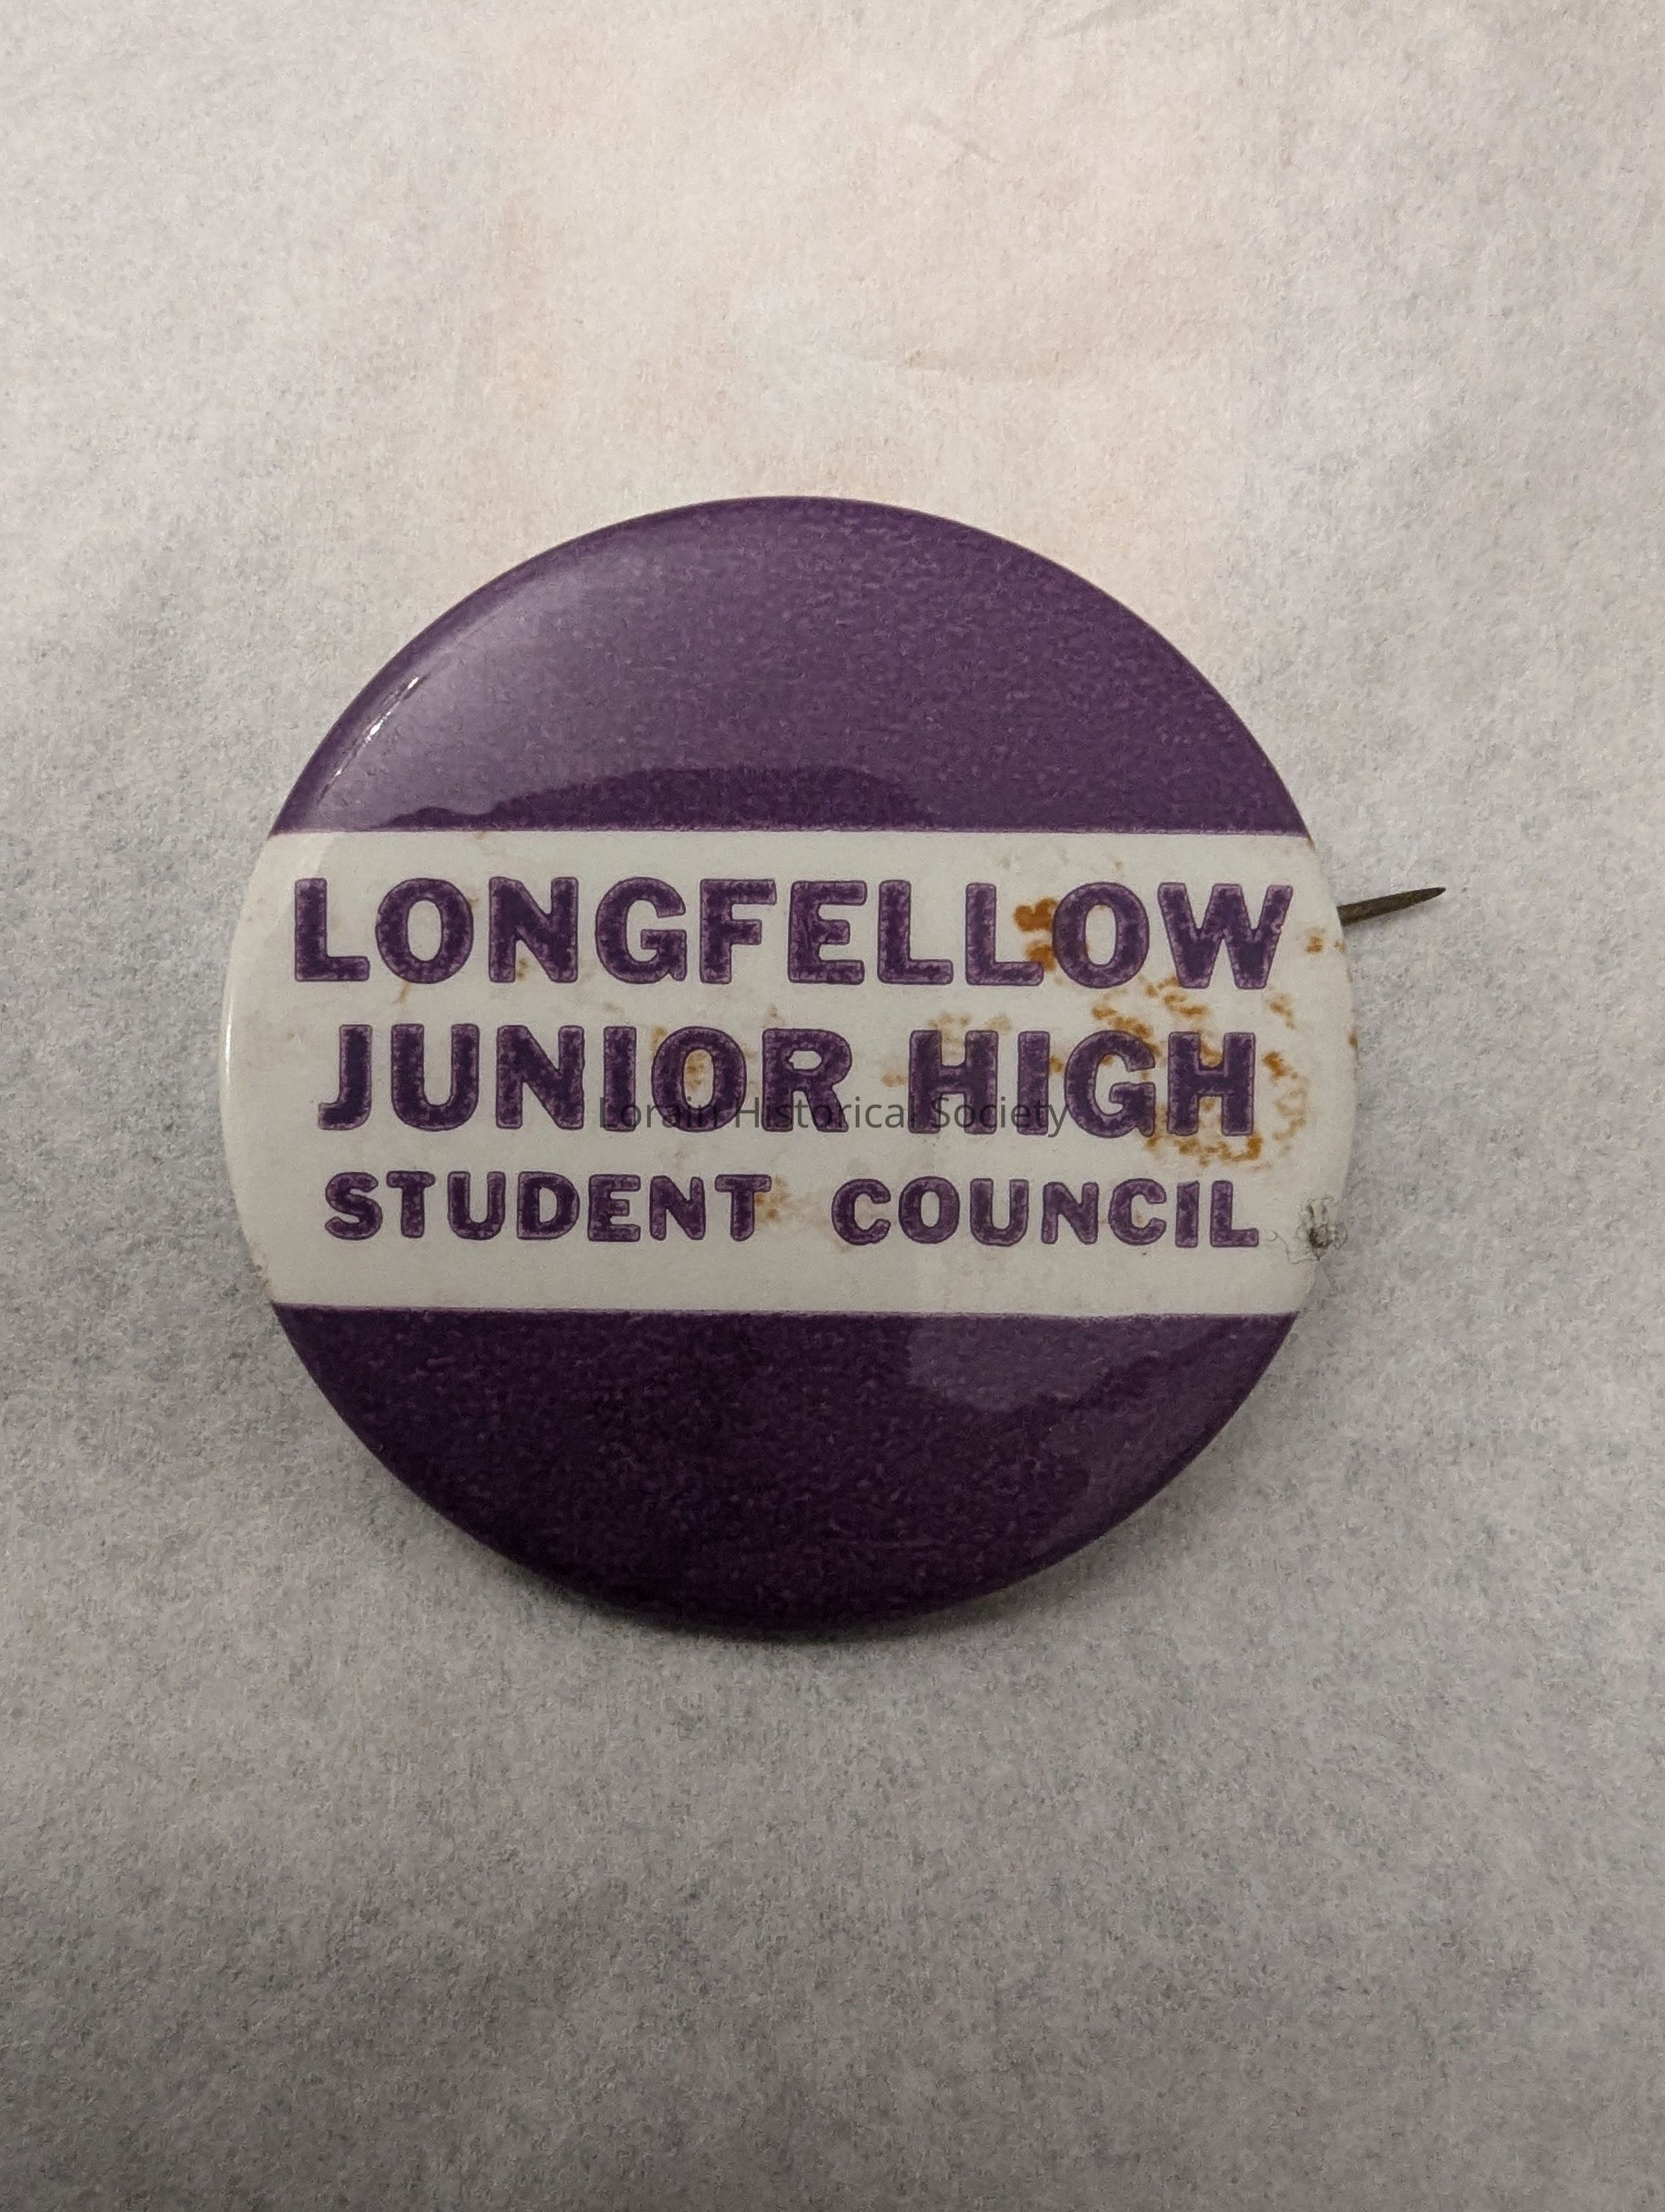 LONGFELLOW
JUNIOR HIGH
Lorain Historical Society
STUDENT COUNCIL